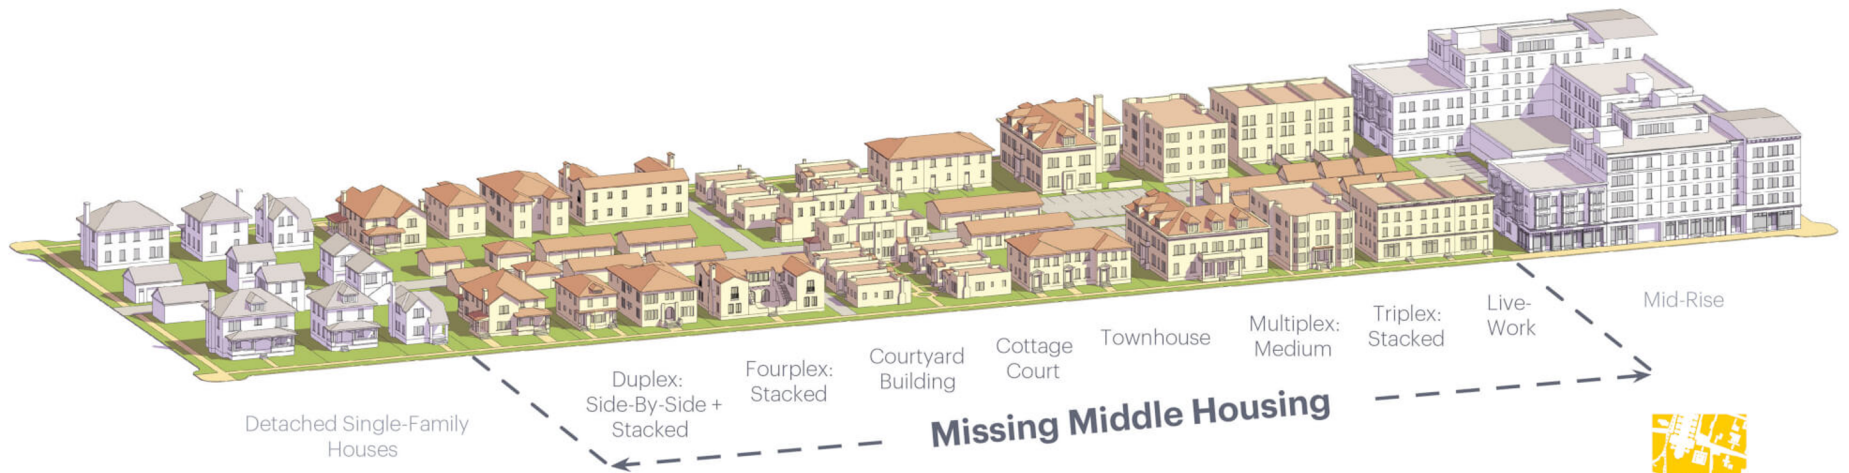 Detached Single-Family
Houses
Duplex:
Side-By-Side +
Stacked
Fourplex:
Stacked
Courtyard
Building
Cottage
Court
Townhouse
Multiplex:
Medium
Triplex:
Stacked
Live-
Work
Mid-Rise
Missing Middle Housing